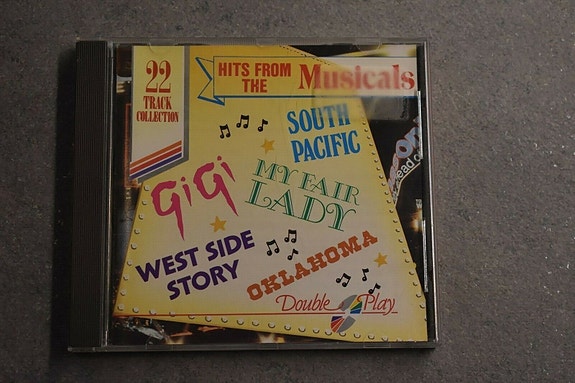 22
TRACK
COLLECTION
HITS FROM
THE
Musicals
SOUTH
PACIFIC
GiGi
MY FAIR
LADY
WEST SIDE
STORY
OKLAHOMA
Double Play